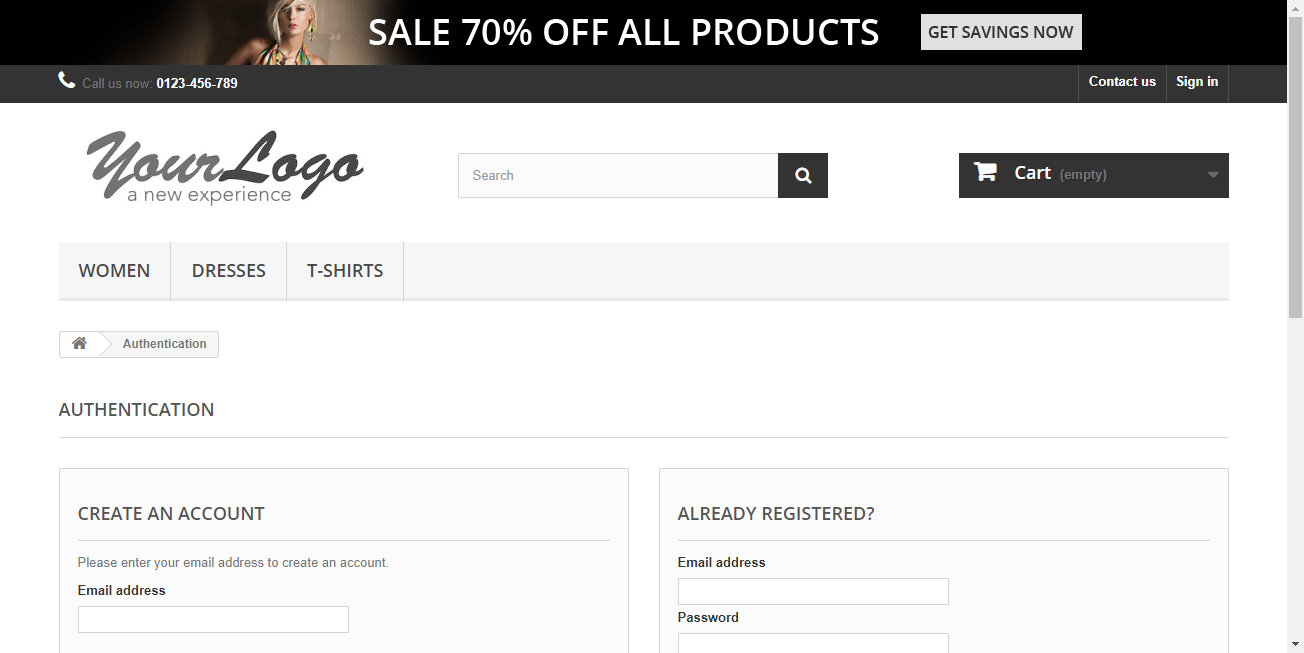 SALE 70% OFF ALL PRODUCTS
GET SAVINGS NOW
Call us now: 0123-456-789
Contact us
Sign in
YourLogo
a new experience
Search
Cart (empty)
WOMEN
DRESSES
T-SHIRTS
Authentication
AUTHENTICATION
CREATE AN ACCOUNT
Please enter your email address to create an account.
Email address
ALREADY REGISTERED?
Email address
Password